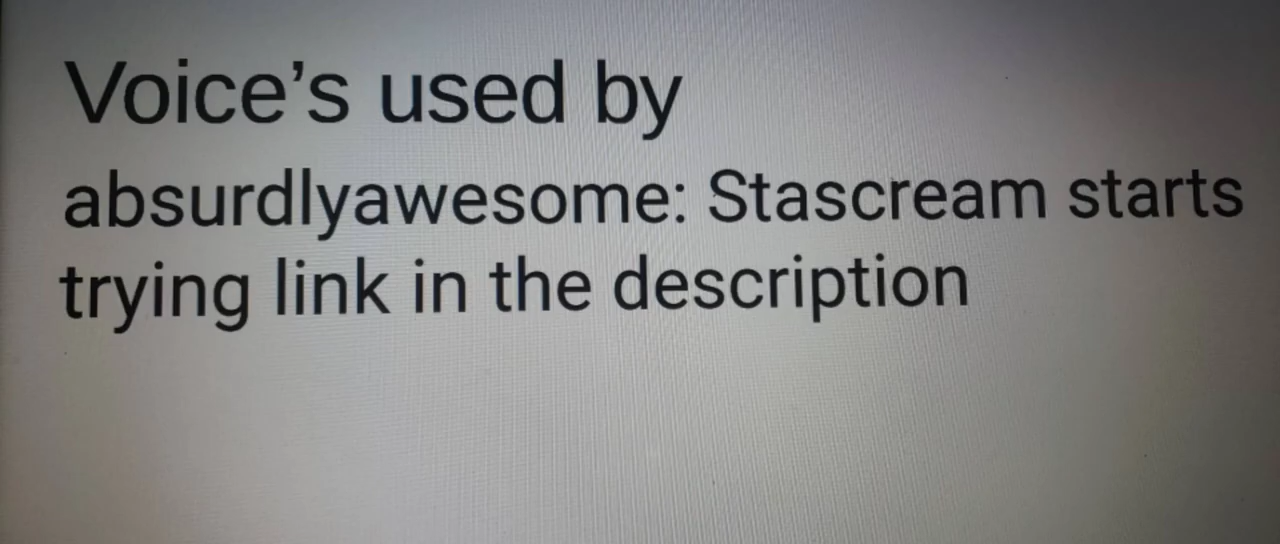 Voice’s used by
absurdlyawesome: Stascream starts
trying link in the description